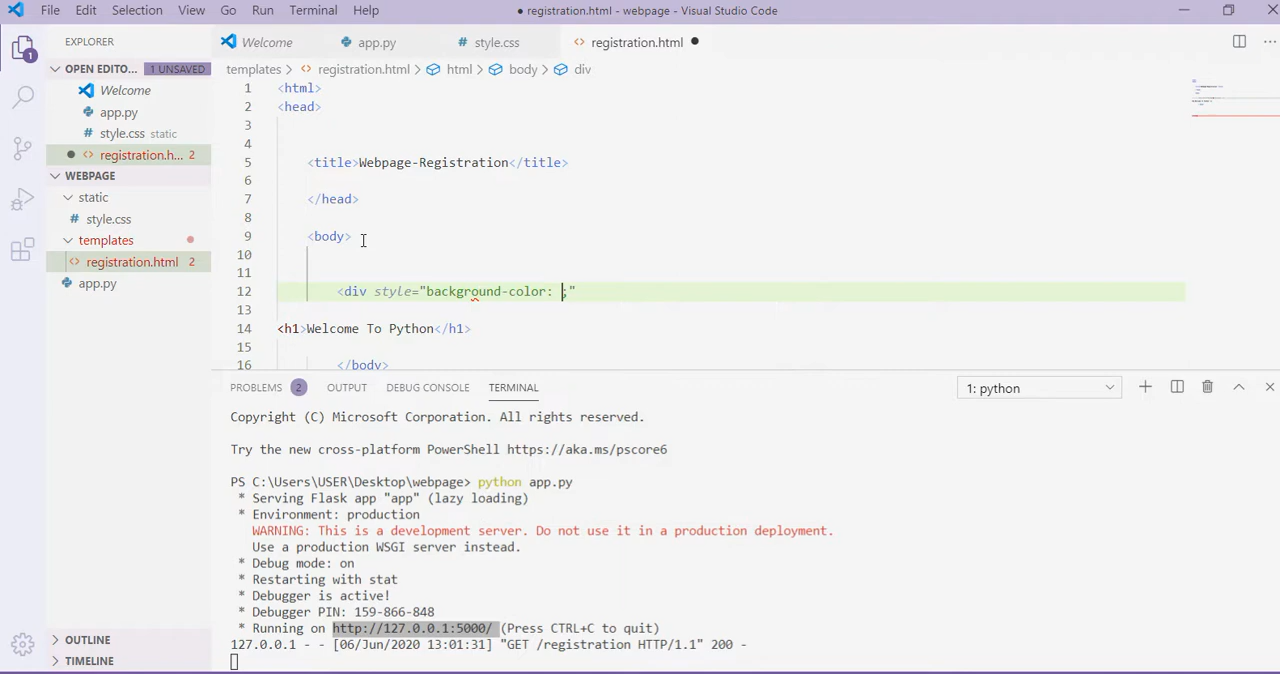 File Edit Selection View Go Run Terminal Help ● registration.html - webpage - Visual Studio Code
EXPLORER
Welcome app.py # style.css <> registration.html ●
OPEN EDITO... 1 UNSAVED
templates > <> registration.html > html > body > div
Welcome
app.py
# style.css static
● <> registration.h... 2
WEBPAGE
static
# style.css
templates
<> registration.html 2
app.py
OUTLINE
TIMELINE
1
1 <html>
2 <head>
3
4
5 <title>Webpage-Registration</title>
6
7 </head>
8
9 <body>
10
11
12 <div style="background-color: ;"
13
14 <h1>Welcome To Python</h1>
15
16 </body>
PROBLEMS 2 OUTPUT DEBUG CONSOLE TERMINAL 1: python
Copyright (C) Microsoft Corporation. All rights reserved.
Try the new cross-platform PowerShell https://aka.ms/pscore6
PS C:\Users\USER\Desktop\webpage> python app.py
* Serving Flask app "app" (lazy loading)
* Environment: production
WARNING: This is a development server. Do not use it in a production deployment.
Use a production WSGI server instead.
* Debug mode: on
* Restarting with stat
* Debugger is active!
* Debugger PIN: 159-866-848
* Running on http://127.0.0.1:5000/ (Press CTRL+C to quit)
127.0.0.1 - - [06/Jun/2020 13:01:31] "GET /registration HTTP/1.1" 200 -